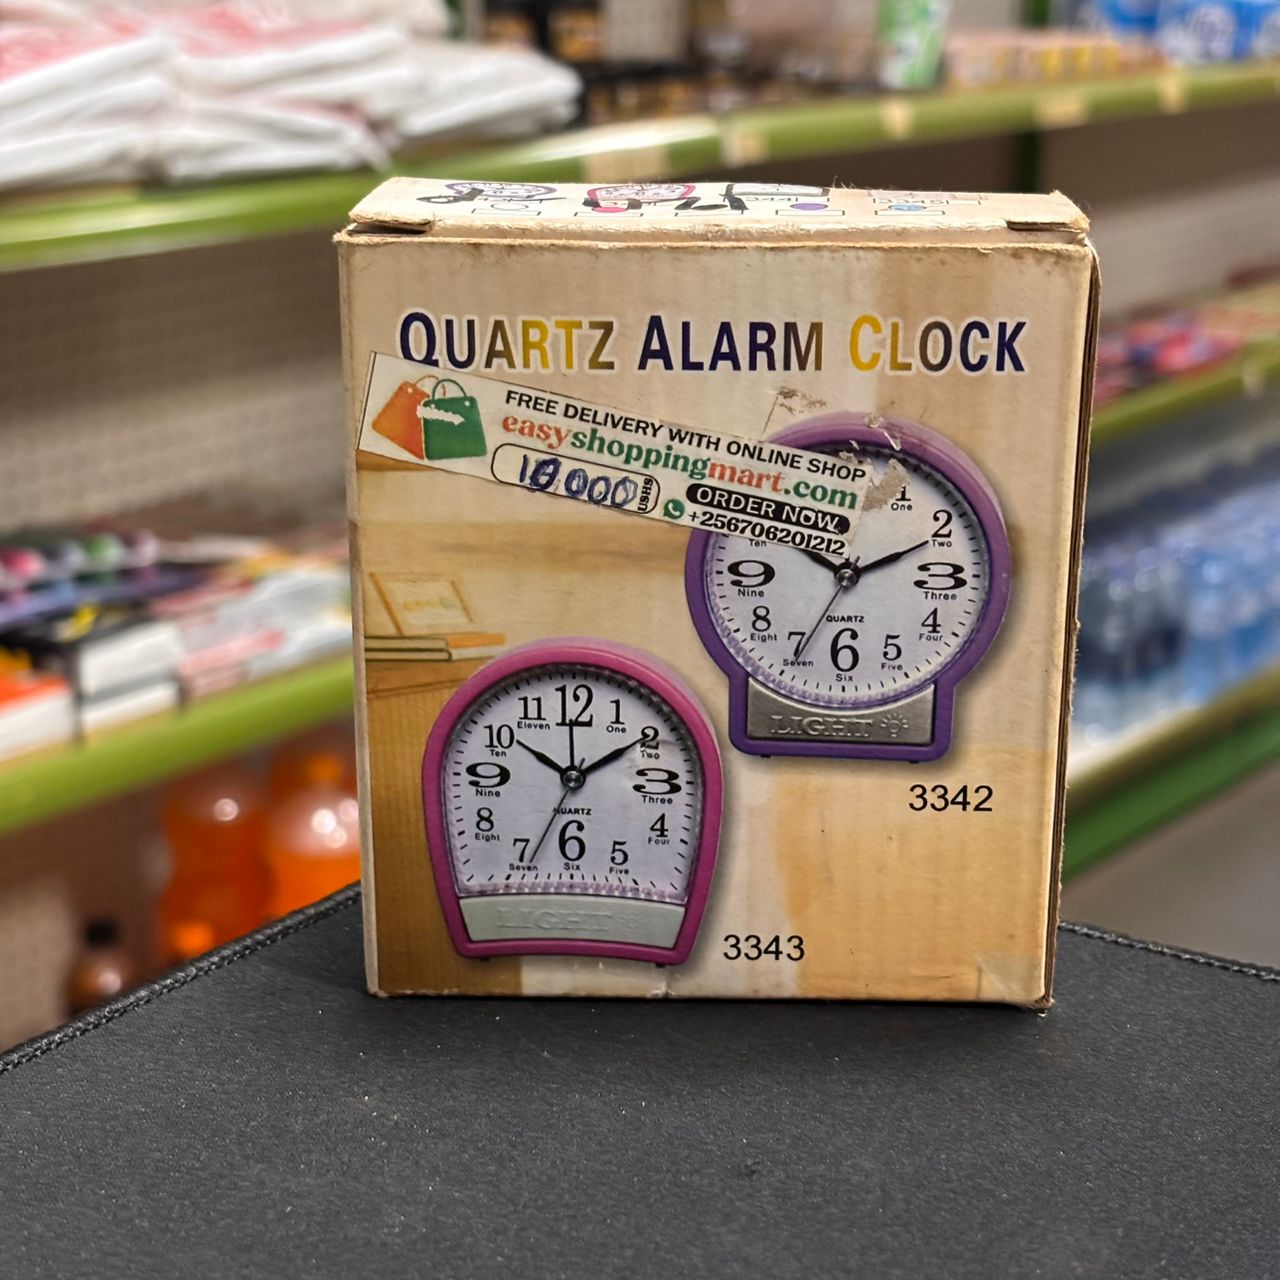 QUARTZ ALARM CLOCK
FREE DELIVERY WITH ONLINE SHOP
easyshoppingmart.com
USHS
ORDER NOW
+256706201212
1
One
2
Two
Ten
9
Nine
3
Three
8
Eight
QUARTZ
4
Four
7
Seven
6
Six
5
Five
LIGHT
3342
12
11
Eleven
1
One
10
Ten
2
Two
9
Nine
3
Three
QUARTZ
8
Eight
4
Four
7
Seven
6
Six
5
Five
LIGHT
3343